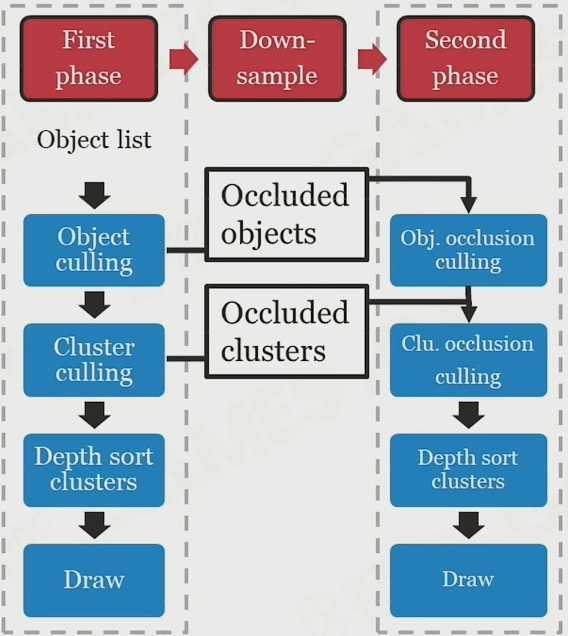 First
phase
Down-
sample
Second
phase
Object list
Occluded
objects
Object
culling
Obj. occlusion
culling
Occluded
clusters
Cluster
culling
Clu. occlusion
culling
Depth sort
clusters
Depth sort
clusters
Draw
Draw